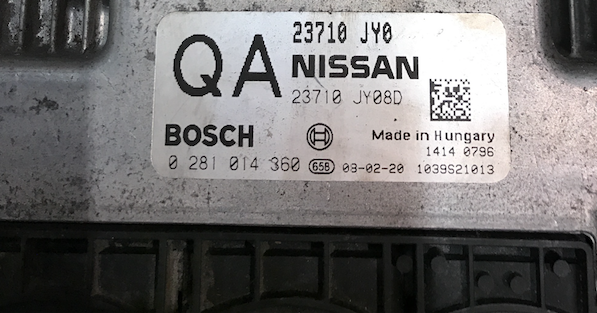 23710 JY0
QA NISSAN
23710 JY08D
BOSCH Made in Hungary
1414 0796
0 281 014 360 658 08-02-20 1039S21013